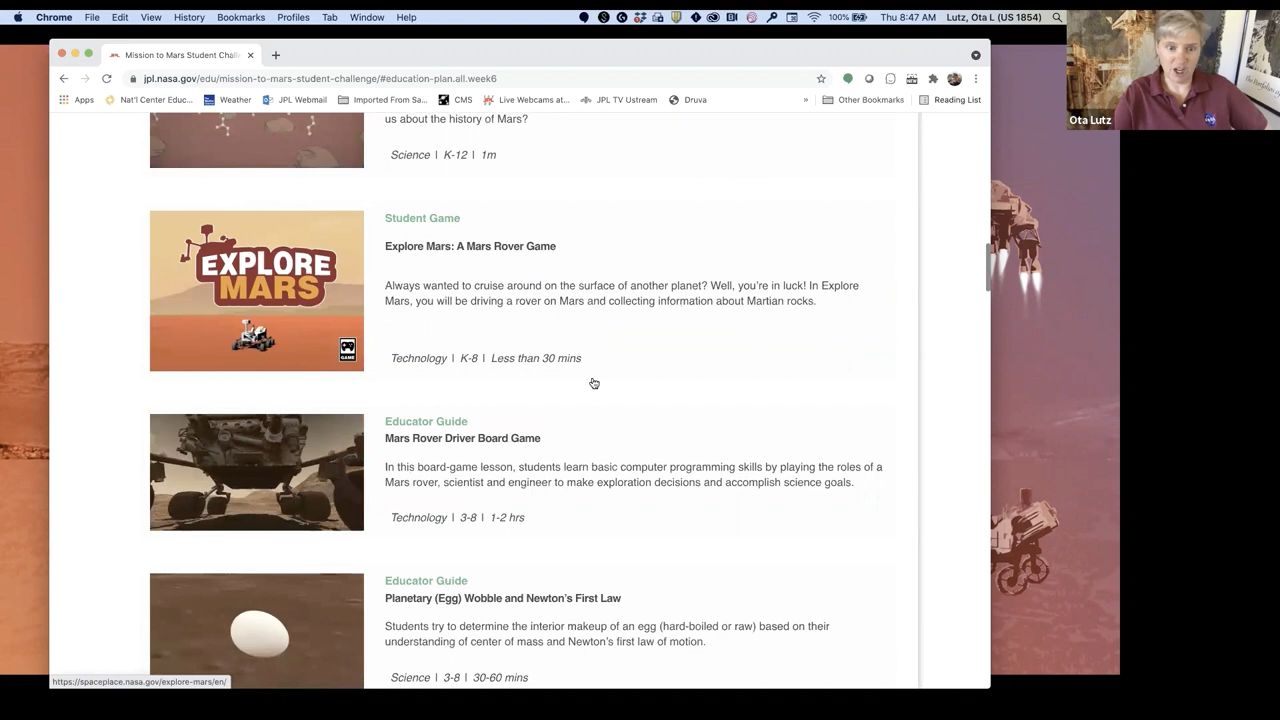 Chrome File Edit View History Bookmarks Profiles Tab Window Help 100% Thu 8:47 AM Lutz, Ota L (US 1854)
Mission to Mars Student Chall
jpl.nasa.gov/edu/mission-to-mars-student-challenge/#education-plan.all.week6
Apps Nat'l Center Educ... Weather JPL Webmail Imported From Sa... CMS Live Webcams at... JPL TV Ustream Druva » Other Bookmarks Reading List
Ota Lutz
us about the history of Mars?
Science | K-12 | 1m
EXPLORE
MARS
GAME
Student Game
Explore Mars: A Mars Rover Game
Always wanted to cruise around on the surface of another planet? Well, you're in luck! In Explore
Mars, you will be driving a rover on Mars and collecting information about Martian rocks.
Technology | K-8 | Less than 30 mins
Educator Guide
Mars Rover Driver Board Game
In this board-game lesson, students learn basic computer programming skills by playing the roles of a
Mars rover, scientist and engineer to make exploration decisions and accomplish science goals.
Technology | 3-8 | 1-2 hrs
Educator Guide
Planetary (Egg) Wobble and Newton's First Law
Students try to determine the interior makeup of an egg (hard-boiled or raw) based on their
understanding of center of mass and Newton's first law of motion.
Science | 3-8 | 30-60 mins
https://spaceplace.nasa.gov/explore-mars/en/